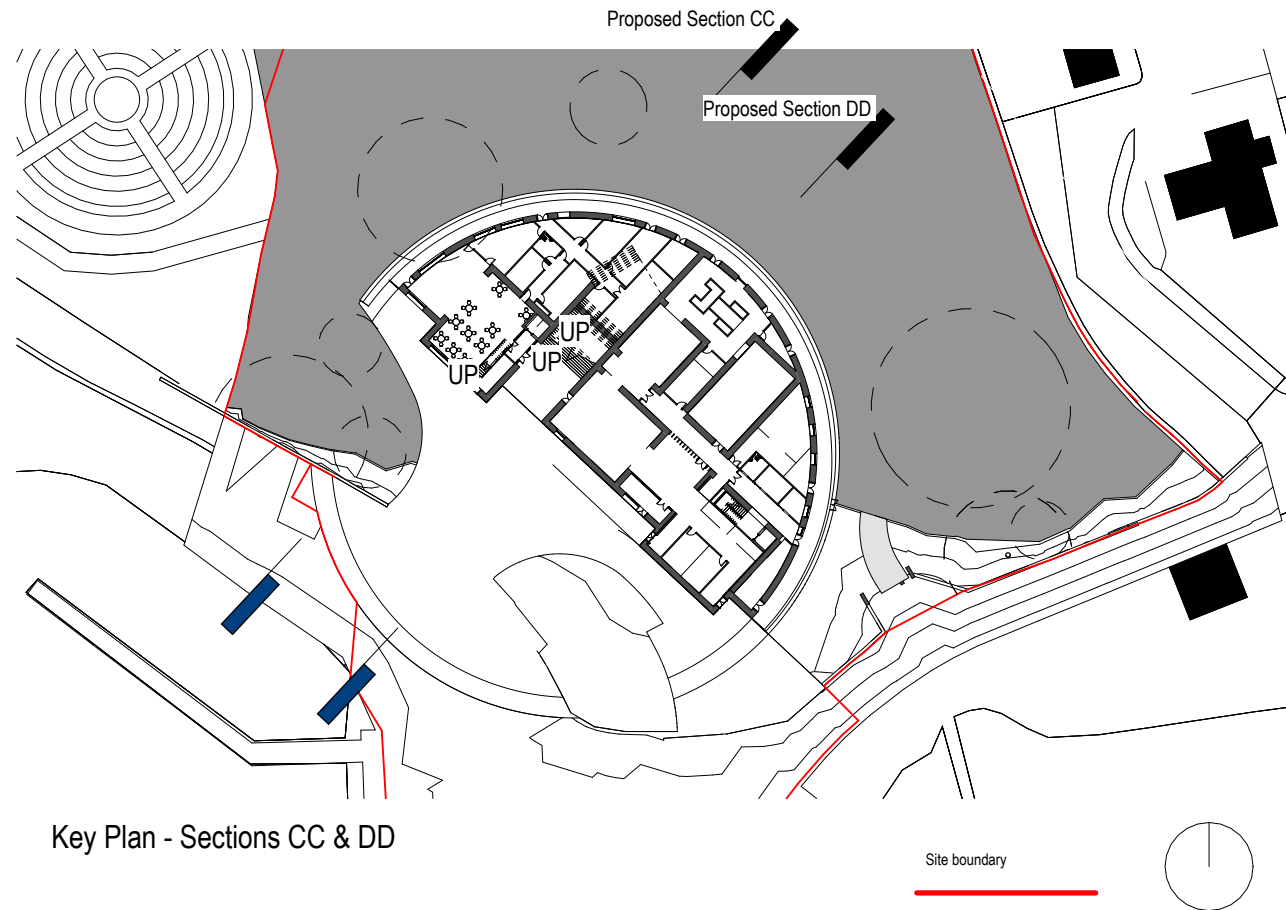 Proposed Section CC
Proposed Section DD
UP
UP
UP
Key Plan - Sections CC & DD
Site boundary